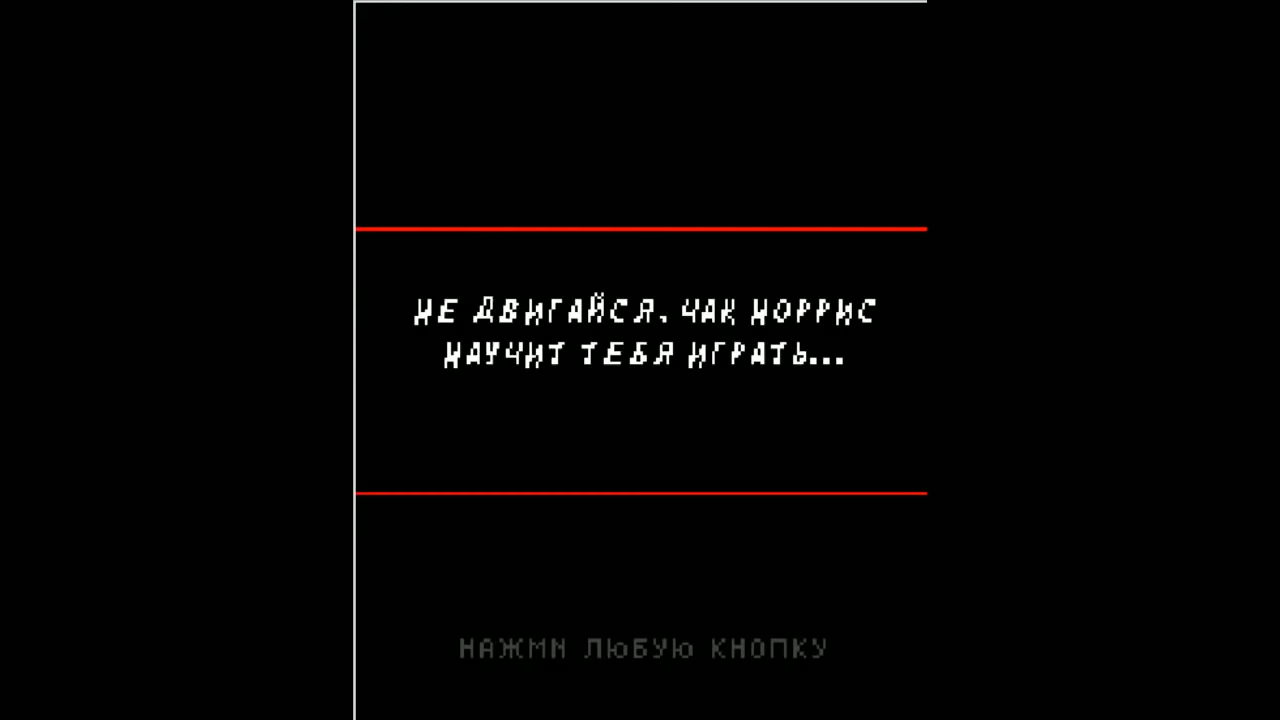 НЕ ДВИГАЙСЯ, ЧАК НОРРИС
НАУЧИТ ТЕБЯ ИГРАТЬ...
НАЖМИ ЛЮБУЮ КНОПКУ